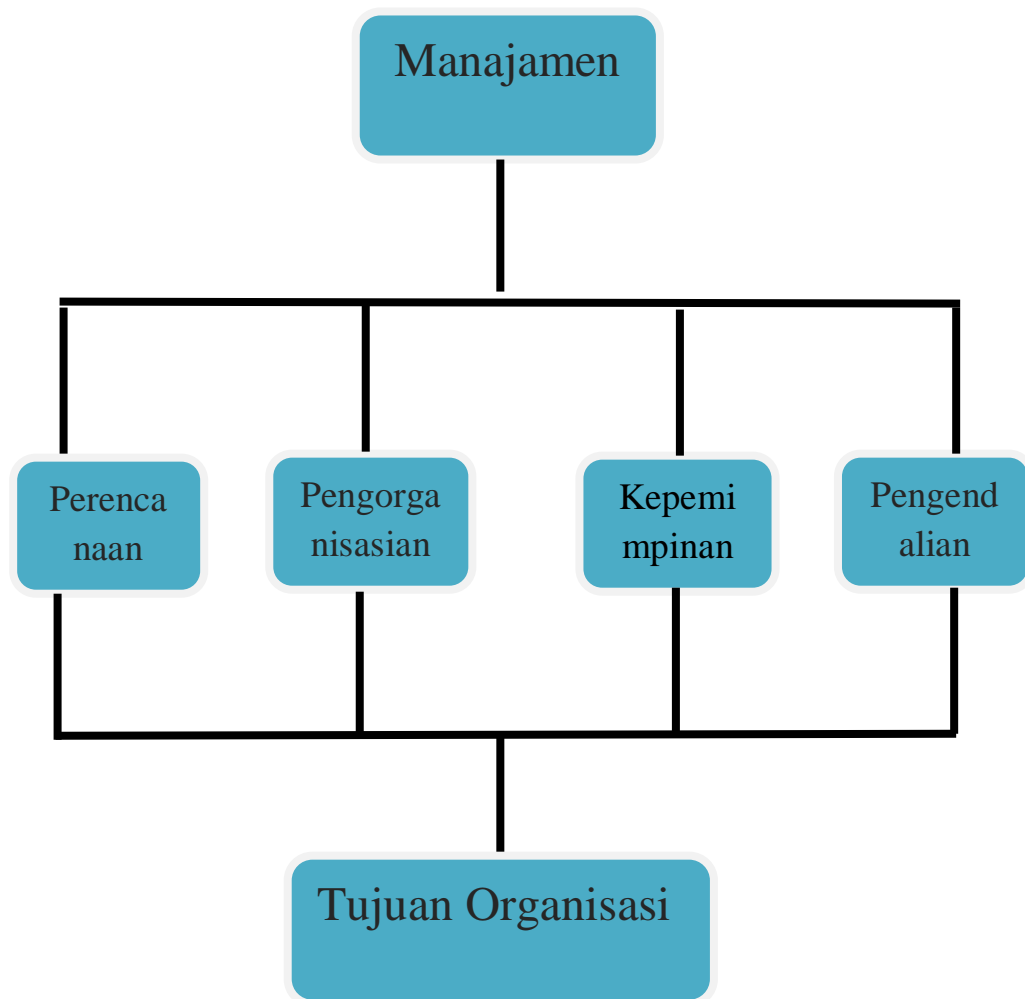 Manajamen
Perenca
naan
Pengorga
nisasian
Kepemi
mpinan
Pengend
alian
Tujuan Organisasi